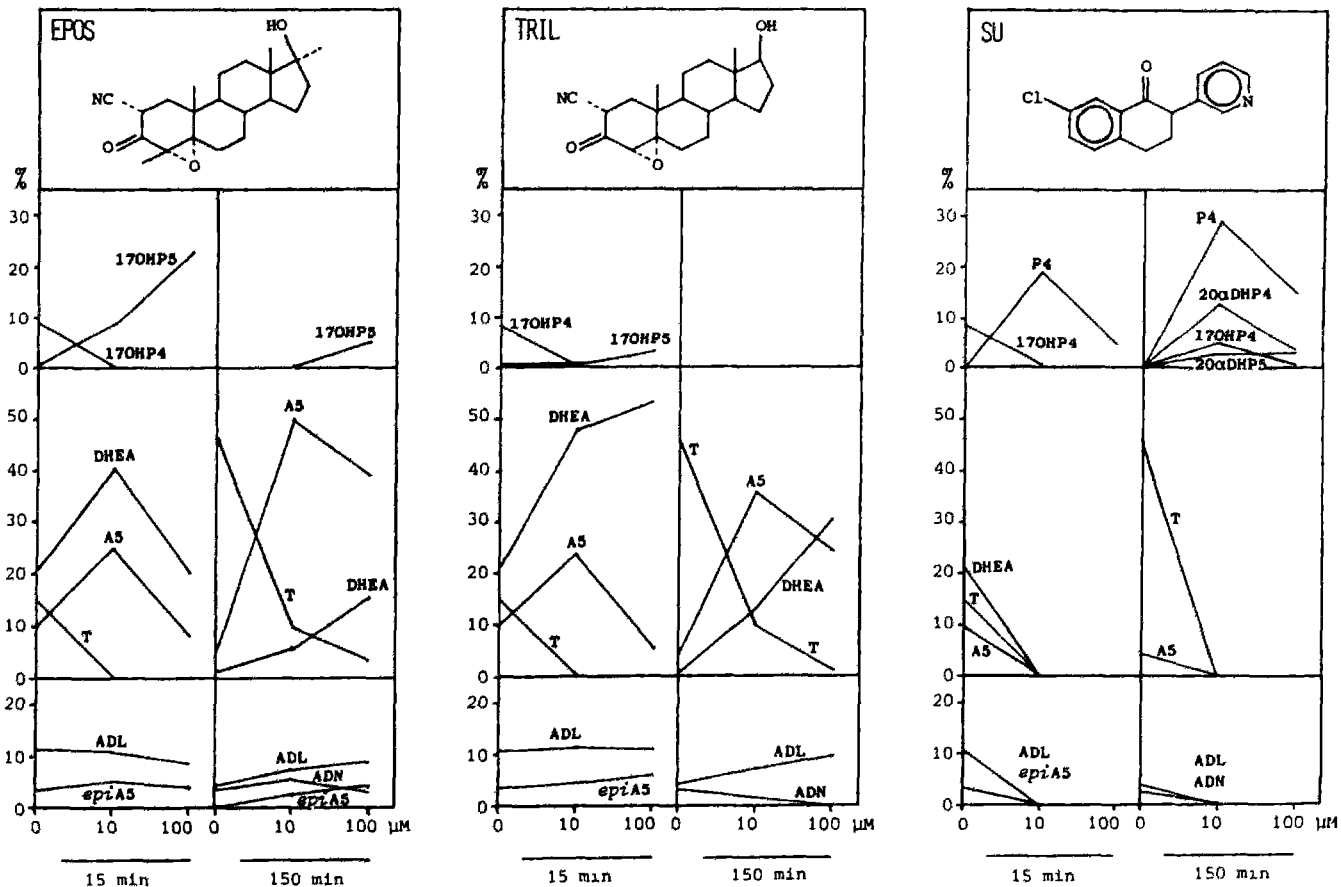 EPOS
HO
NC
O
O
%
30
20
10
0
17OHP5
17OHP4
17OHP5
50
40
30
20
10
0
DHEA
A5
T
A5
T
DHEA
20
10
0
ADL
epiA5
ADL
ADN
epiA5
0
10
100
0
10
100 µM
15 min
150 min
TRIL
OH
NC
O
O
%
30
20
10
0
17OHP4
17OHP5
50
40
30
20
10
0
DHEA
A5
T
T
A5
DHEA
T
20
10
0
ADL
epiA5
ADL
ADN
0
10
100
0
10
100 µM
15 min
150 min
SU
O
Cl
N
%
30
20
10
0
P4
17OHP4
P4
20αDHP4
17OHP4
20αDHP5
50
40
30
20
10
0
DHEA
T
A5
T
A5
20
10
0
ADL
epiA5
ADL
ADN
0
10
100
0
10
100 µM
15 min
150 min